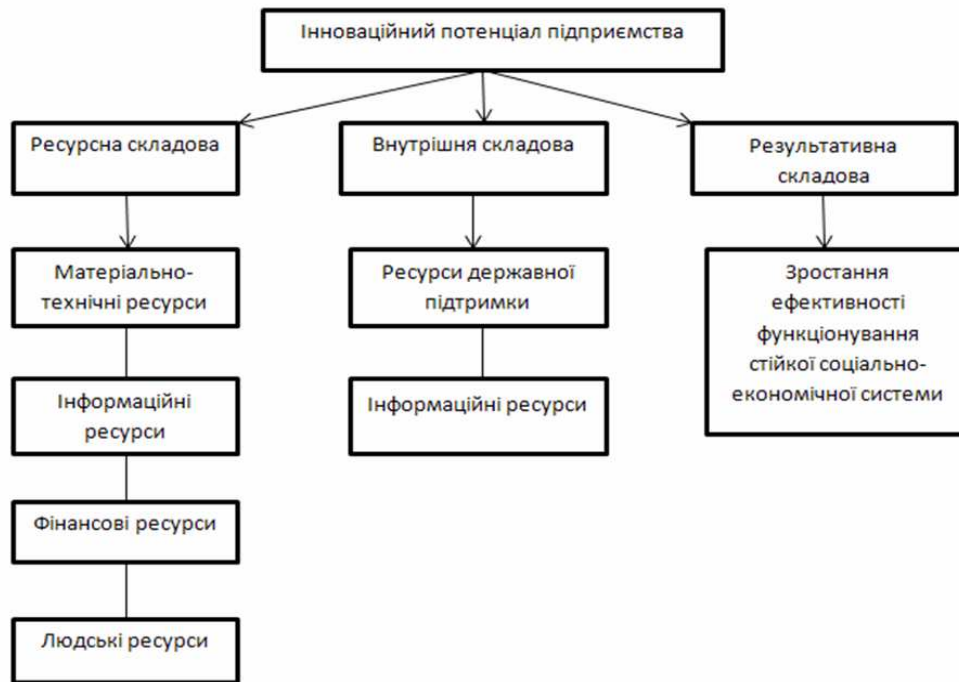 Інноваційний потенціал підприємства
Ресурсна складова
Внутрішня складова
Результативна
складова
Матеріально-
технічні ресурси
Ресурси державної
підтримки
Зростання
ефективності
функціонування
стійкої соціально-
економічної системи
Інформаційні
ресурси
Інформаційні ресурси
Фінансові ресурси
Людські ресурси